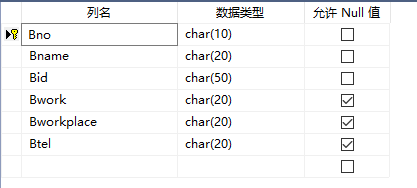 列名 数据类型 允许 Null 值
Bno char(10)
Bname char(20)
Bid char(50)
Bwork char(20)
Bworkplace char(20)
Btel char(20)